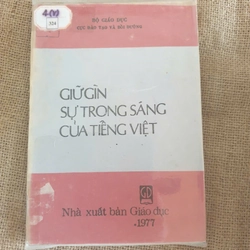 BỘ GIÁO DỤC
CỤC ĐÀO TẠO VÀ BỒI DƯỠNG
GIỮ GÌN
SỰ TRONG SÁNG
CỦA TIẾNG VIỆT
Nhà xuất bản Giáo dục
-1977